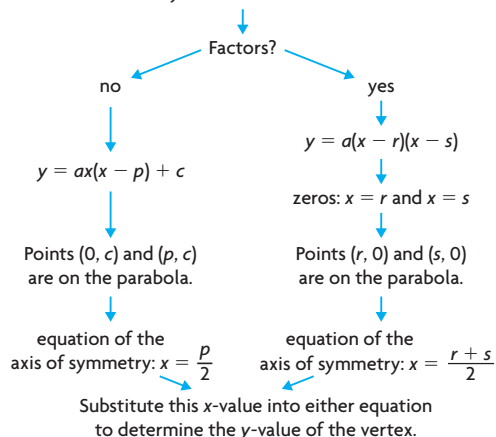 Factors?
no
yes
y = a(x − r)(x − s)
y = ax(x − p) + c
zeros: x = r and x = s
Points (0, c) and (p, c)
are on the parabola.
Points (r, 0) and (s, 0)
are on the parabola.
equation of the
axis of symmetry: x = p/2
equation of the
axis of symmetry: x = (r + s)/2
Substitute this x-value into either equation
to determine the y-value of the vertex.